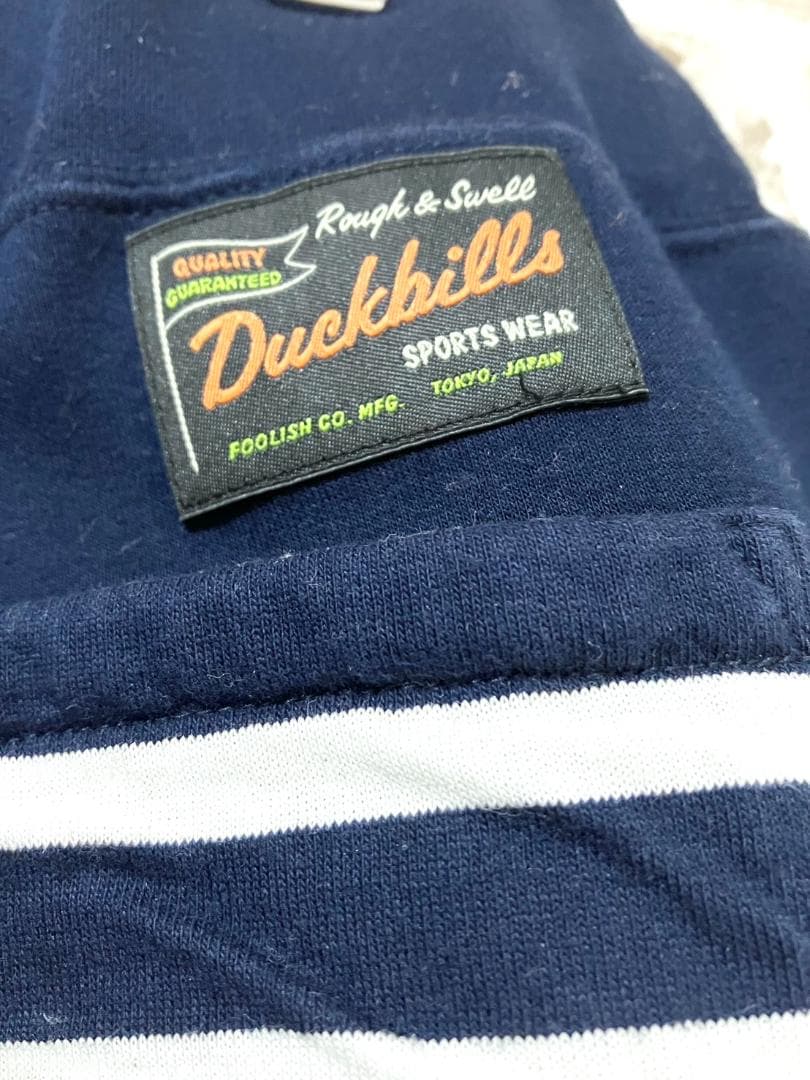 Rough & Swell
QUALITY
GUARANTEED
Duckbills
SPORTS WEAR
FOOLISH CO. MFG. TOKYO, JAPAN